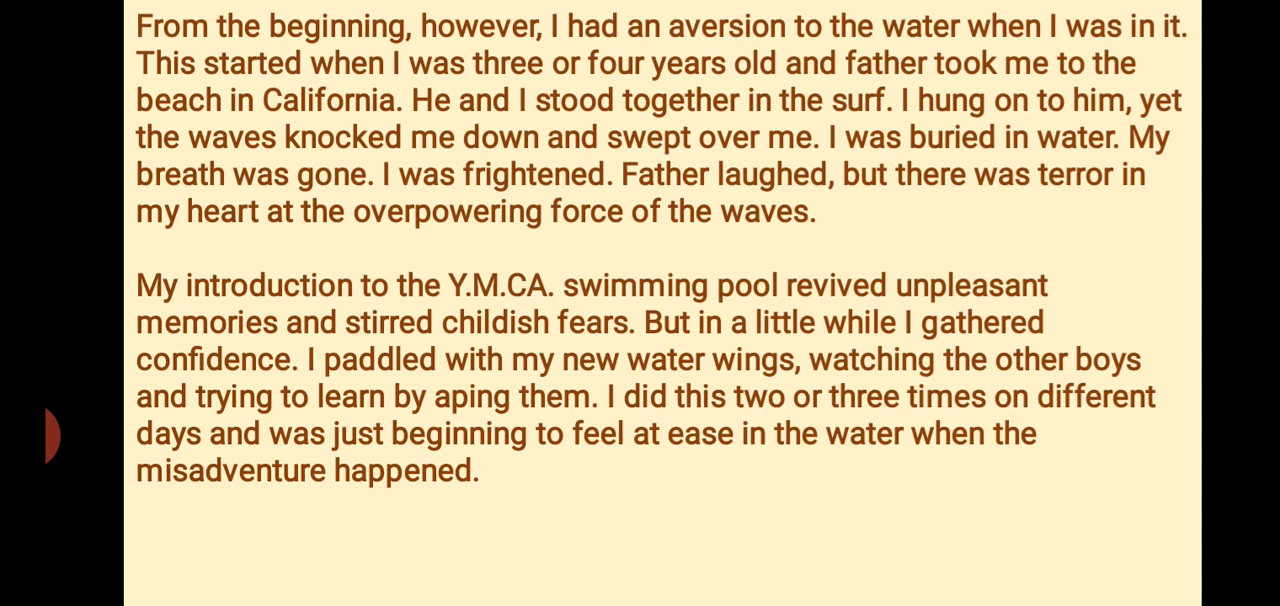 From the beginning, however, I had an aversion to the water when I was in it.
This started when I was three or four years old and father took me to the
beach in California. He and I stood together in the surf. I hung on to him, yet
the waves knocked me down and swept over me. I was buried in water. My
breath was gone. I was frightened. Father laughed, but there was terror in
my heart at the overpowering force of the waves.
My introduction to the Y.M.CA. swimming pool revived unpleasant
memories and stirred childish fears. But in a little while I gathered
confidence. I paddled with my new water wings, watching the other boys
and trying to learn by aping them. I did this two or three times on different
days and was just beginning to feel at ease in the water when the
misadventure happened.